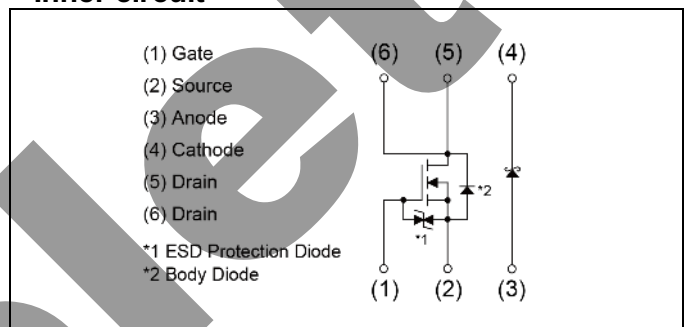 Inner circuit
(1) Gate
(2) Source
(3) Anode
(4) Cathode
(5) Drain
(6) Drain
*1 ESD Protection Diode
*2 Body Diode
(6) (5) (4)
*2
*1
(1) (2) (3)